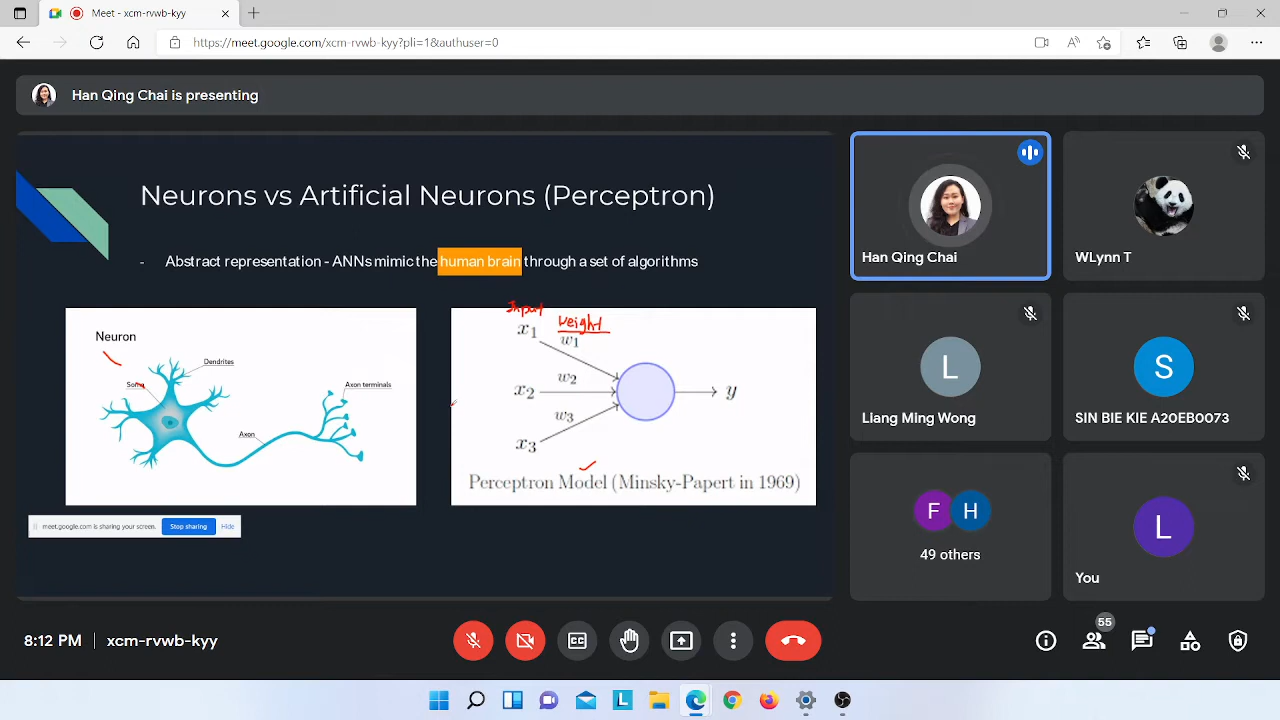 Meet - xcm-rvwb-kyy
https://meet.google.com/xcm-rvwb-kyy?pli=1&authuser=0
Han Qing Chai is presenting
Neurons vs Artificial Neurons (Perceptron)
- Abstract representation - ANNs mimic the human brain through a set of algorithms
Neuron
Dendrites
Soma
Axon terminals
Axon
Input
weight
x1
w1
x2
w2
y
w3
x3
Perceptron Model (Minsky-Papert in 1969)
meet.google.com is sharing your screen.
Stop sharing
Hide
Han Qing Chai
WLynn T
L
Liang Ming Wong
S
SIN BIE KIE A20EB0073
F
H
49 others
L
You
8:12 PM | xcm-rvwb-kyy
CC
55
L